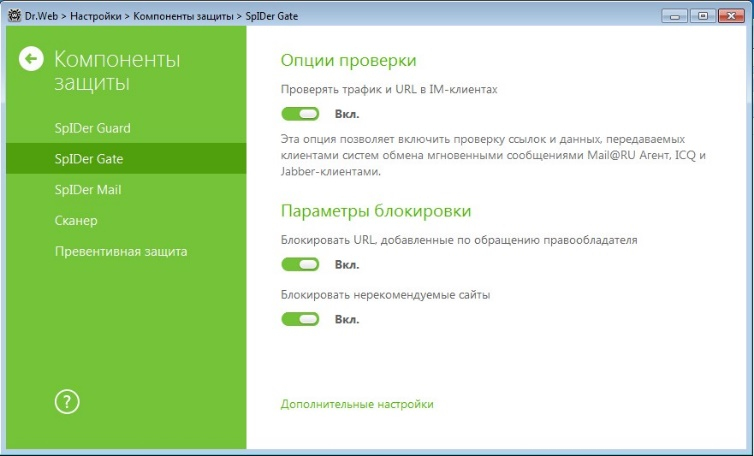 Dr.Web > Настройки > Компоненты защиты > SpIDer Gate
Компоненты
защиты
SpIDer Guard
SpIDer Gate
SpIDer Mail
Сканер
Превентивная защита
?
Опции проверки
Проверять трафик и URL в IM-клиентах
Вкл.
Эта опция позволяет включить проверку ссылок и данных, передаваемых
клиентами систем обмена мгновенными сообщениями Mail@RU Агент, ICQ и
Jabber-клиентами.
Параметры блокировки
Блокировать URL, добавленные по обращению правообладателя
Вкл.
Блокировать нерекомендуемые сайты
Вкл.
Дополнительные настройки